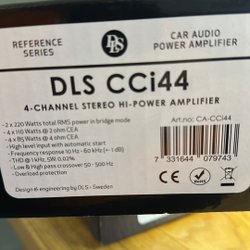 REFERENCE
SERIES
DLS
CAR AUDIO
POWER AMPLIFIER
DLS CCi44
4-CHANNEL STEREO HI-POWER AMPLIFIER
- 2 x 220 Watts total RMS power in bridge mode
- 4 x 110 Watts @ 2 ohm CEA
- 4 x 85 Watts @ 4 ohm CEA
- High level input with automatic start
- Frequency response 10 Hz - 60 kHz (+-1 dB)
- THD @ 1 kHz, 5W: 0,02%
- Low & High pass crossover 50 - 500 Hz
- Overload protection
Art.no: CA-CCi44
7 331644 079743
Design & engineering by DLS - Sweden